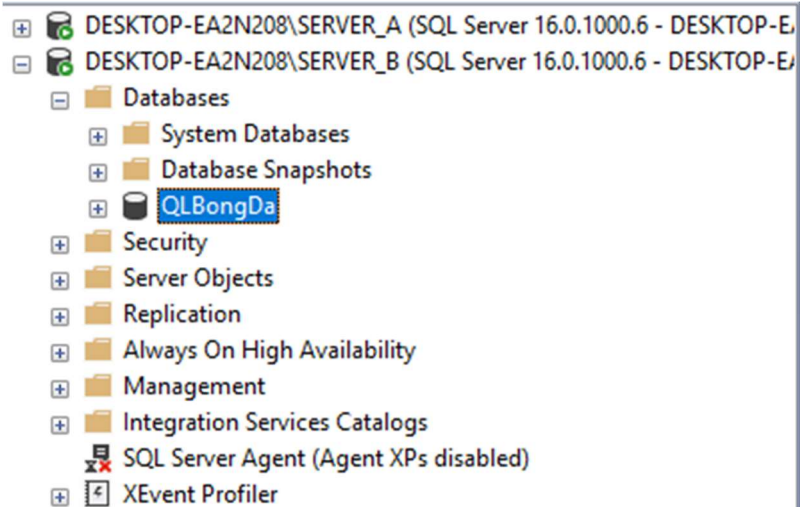 DESKTOP-EA2N208\SERVER_A (SQL Server 16.0.1000.6 - DESKTOP-E
DESKTOP-EA2N208\SERVER_B (SQL Server 16.0.1000.6 - DESKTOP-E
Databases
System Databases
Database Snapshots
QLBongDa
Security
Server Objects
Replication
Always On High Availability
Management
Integration Services Catalogs
SQL Server Agent (Agent XPs disabled)
XEvent Profiler